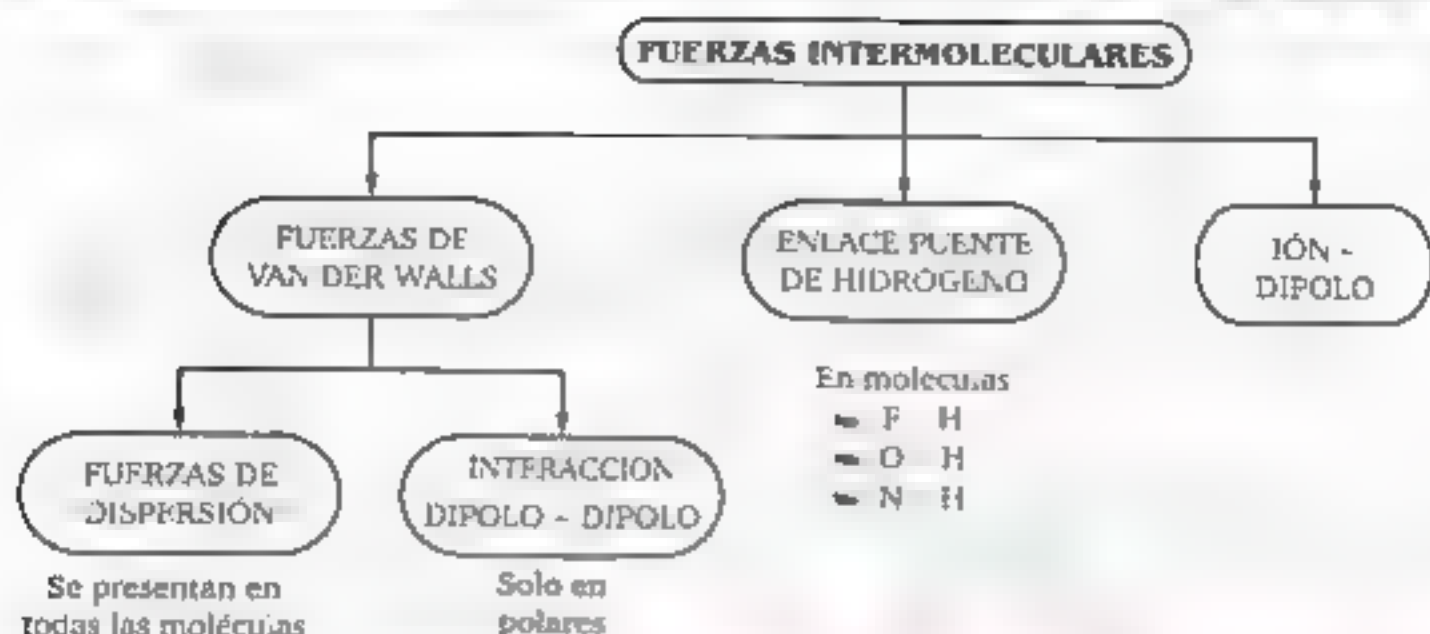 FUERZAS INTERMOLECULARES
FUERZAS DE
VAN DER WALLS
ENLACE PUENTE
DE HIDRÓGENO
IÓN -
DIPOLO
En moleculas
F H
O H
N - H
FUERZAS DE
DISPERSIÓN
INTERACCION
DIPOLO - DIPOLO
Se presentan en
todas las moléculas
Solo en
polares